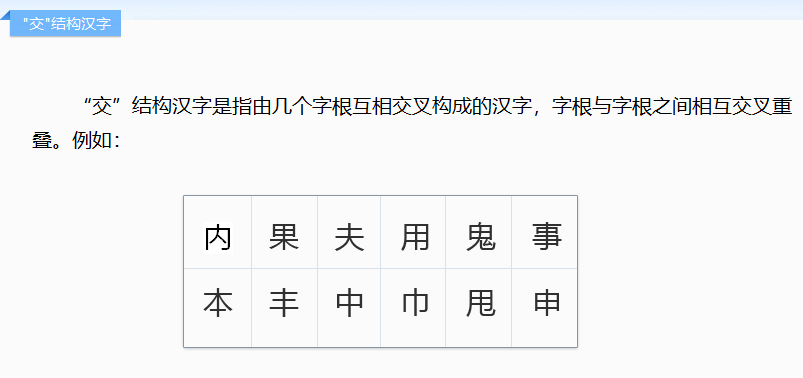 "交"结构汉字
“交”结构汉字是指由几个字根互相交叉构成的汉字，字根与字根之间相互交叉重
叠。例如：
内 果 夫 用 鬼 事
本 丰 中 巾 甩 申